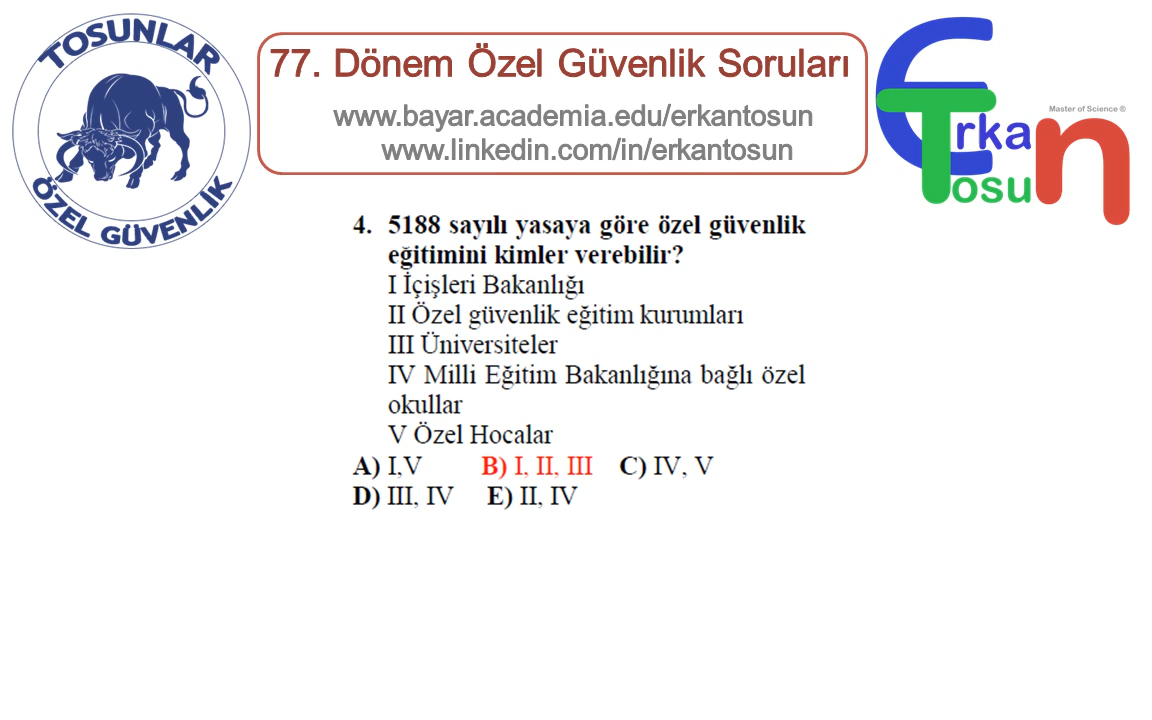 TOSUNLAR
ÖZEL GÜVENLİK
77. Dönem Özel Güvenlik Soruları
www.bayar.academia.edu/erkantosun
www.linkedin.com/in/erkantosun
Master of Science ®
Erkan
Tosun
4. 5188 sayılı yasaya göre özel güvenlik
eğitimini kimler verebilir?
I İçişleri Bakanlığı
II Özel güvenlik eğitim kurumları
III Üniversiteler
IV Milli Eğitim Bakanlığına bağlı özel
okullar
V Özel Hocalar
A) I,V B) I, II, III C) IV, V
D) III, IV E) II, IV